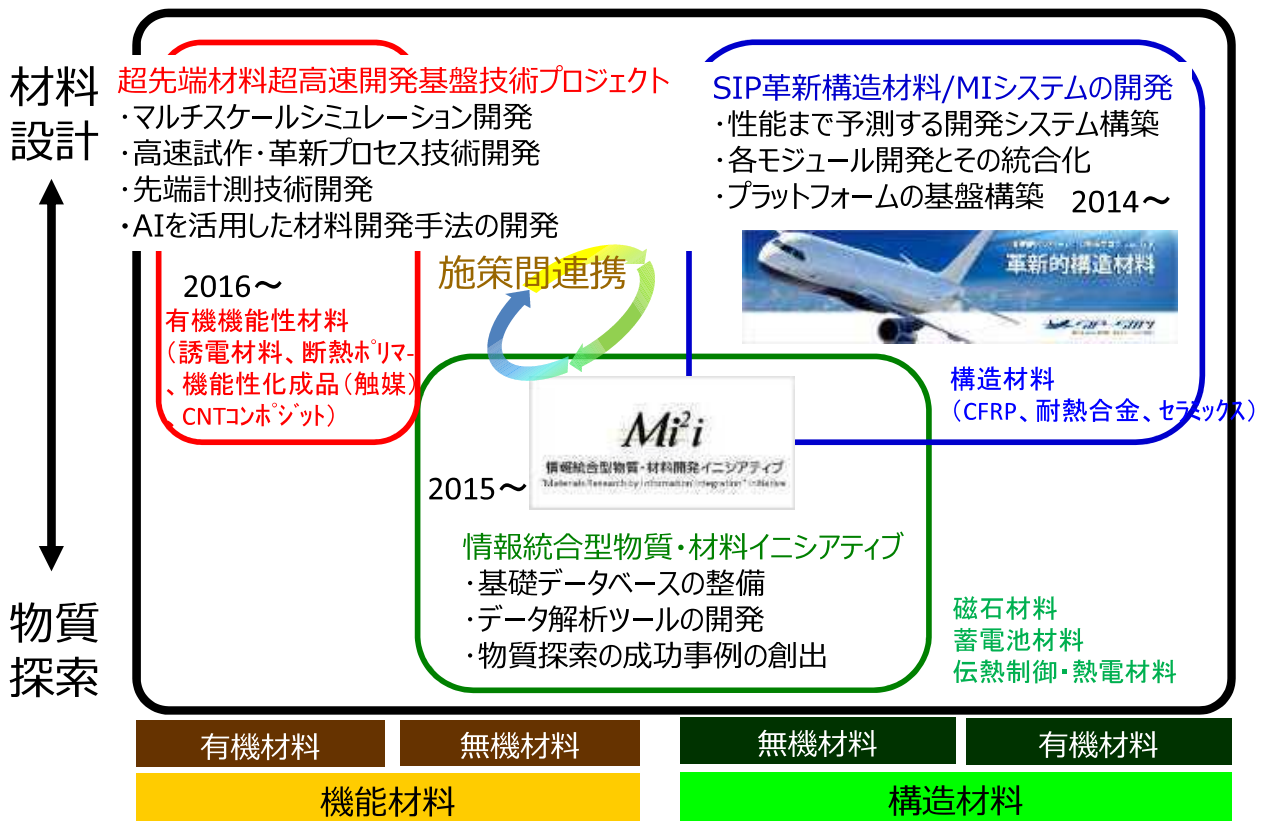 材料
設計
超先端材料超高速開発基盤技術プロジェクト
・マルチスケールシミュレーション開発
・高速試作・革新プロセス技術開発
・先端計測技術開発
・AIを活用した材料開発手法の開発
2016～
有機機能性材料
（誘電材料、断熱ﾎﾟﾘﾏｰ
、機能性化成品（触媒）
、CNTｺﾝﾎﾟｼﾞｯﾄ）
施策間連携
SIP革新構造材料/MIシステムの開発
・性能まで予測する開発システム構築
・各モジュール開発とその統合化
・プラットフォームの基盤構築
2014～
革新的構造材料
構造材料
（CFRP、耐熱合金、ｾﾗﾐｯｸｽ）
Mi²i
情報統合型物質・材料開発イニシアティブ
"Materials Research by Information Integration" Initiative
2015～
情報統合型物質・材料イニシアティブ
・基礎データベースの整備
・データ解析ツールの開発
・物質探索の成功事例の創出
磁石材料
蓄電池材料
伝熱制御・熱電材料
物質
探索
有機材料
無機材料
無機材料
有機材料
機能材料
構造材料